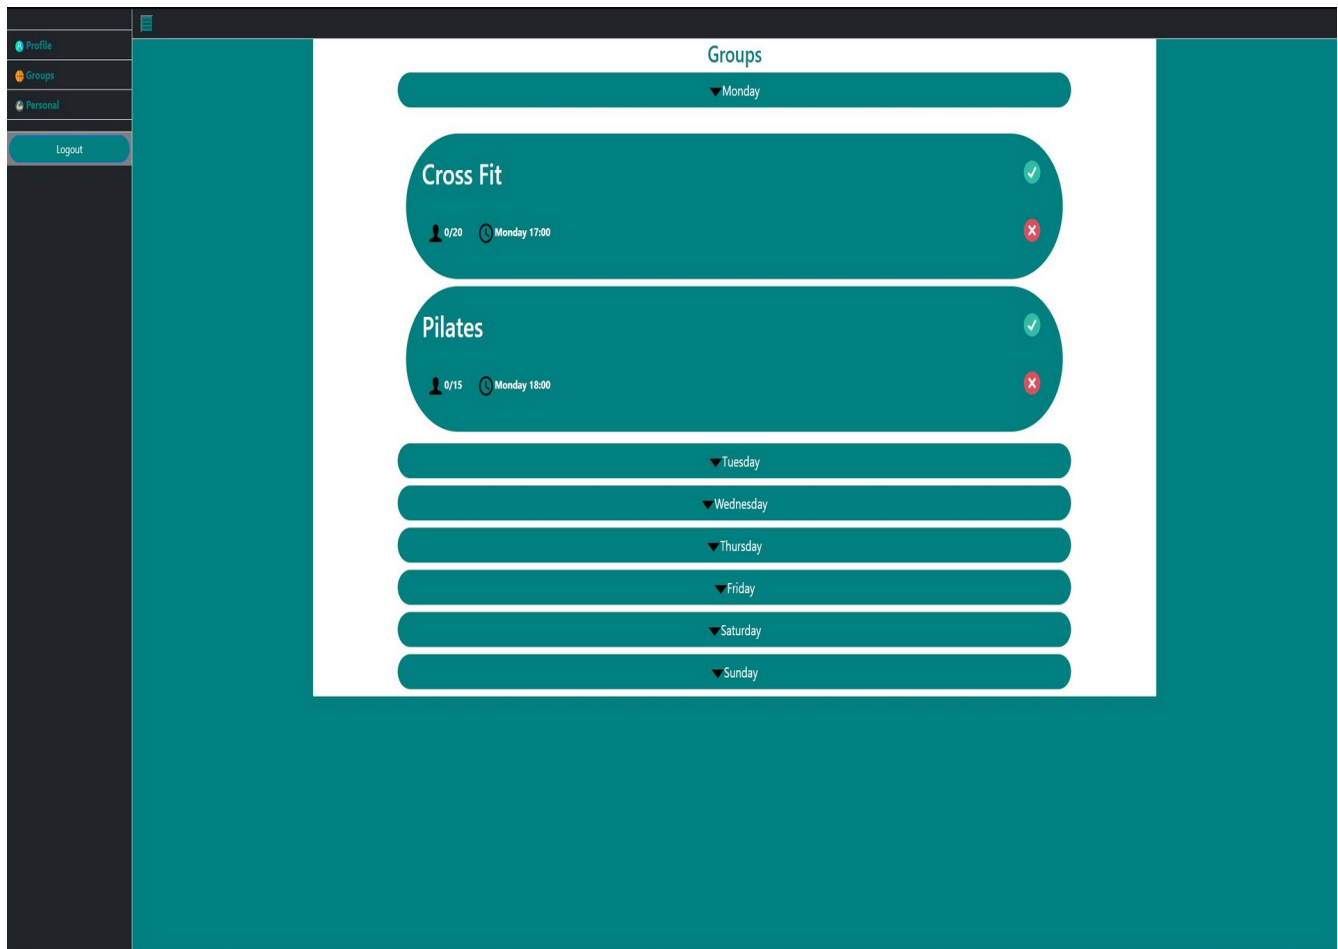 Profile
Groups
Personal
Logout
Groups
Monday
Cross Fit
0/20 Monday 17:00
Pilates
0/15 Monday 18:00
Tuesday
Wednesday
Thursday
Friday
Saturday
Sunday